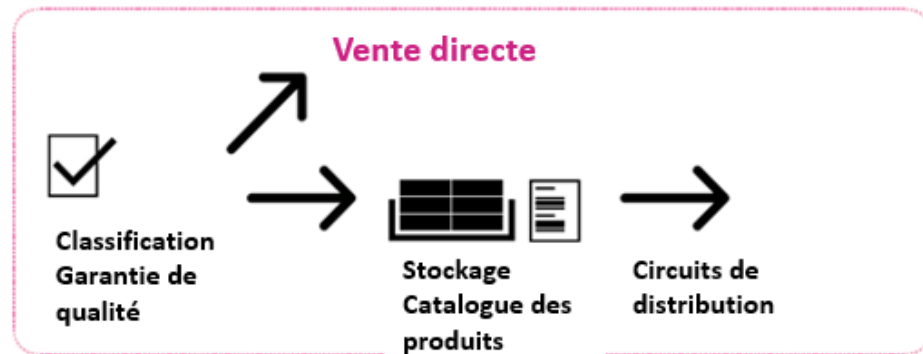 Vente directe
Classification
Garantie de
qualité
Stockage
Catalogue des
produits
Circuits de
distribution